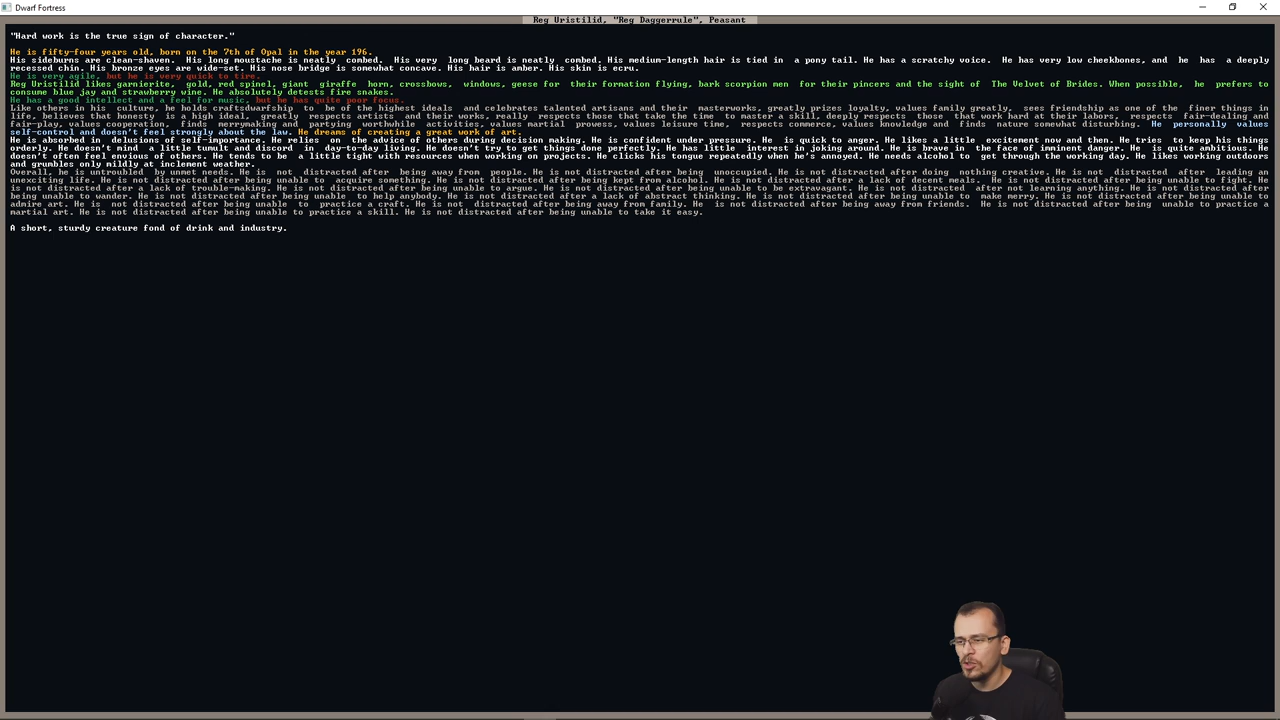 Dwarf Fortress
Reg Uristilid, "Reg Daggerrule", Peasant
"Hard work is the true sign of character."
He is fifty-four years old, born on the 7th of Opal in the year 196.
His sideburns are clean-shaven. His long moustache is neatly combed. His very long beard is neatly combed. His medium-length hair is tied in a pony tail. He has a scratchy voice. He has very low cheekbones, and he has a deeply
recessed chin. His bronze eyes are wide-set. His nose bridge is somewhat concave. His hair is amber. His skin is ecru.
He is very agile, but he is very quick to tire.
Reg Uristilid likes garnierite, gold, red spinel, giant giraffe horn, crossbows, windows, geese for their formation flying, bark scorpion men for their pincers and the sight of The Velvet of Brides. When possible, he prefers to
consume blue jay and strawberry wine. He absolutely detests fire snakes.
He has a good intellect and a feel for music, but he has quite poor focus.
Like others in his culture, he holds craftsdwarfship to be of the highest ideals and celebrates talented artisans and their masterworks, greatly prizes loyalty, values family greatly, sees friendship as one of the finer things in
life, believes that honesty is a high ideal, greatly respects artists and their works, really respects those that take the time to master a skill, deeply respects those that work hard at their labors, respects fair-dealing and
fair-play, values cooperation, finds merrymaking and partying worthwhile activities, values martial prowess, values leisure time, respects commerce, values knowledge and finds nature somewhat disturbing. He personally values
self-control and doesn't feel strongly about the law. He dreams of creating a great work of art.
He is absorbed in delusions of self-importance. He relies on the advice of others during decision making. He is confident under pressure. He is quick to anger. He likes a little excitement now and then. He tries to keep his things
orderly. He doesn't mind a little tumult and discord in day-to-day living. He doesn't try to get things done perfectly. He has little interest in joking around. He is brave in the face of imminent danger. He is quite ambitious. He
doesn't often feel envious of others. He tends to be a little tight with resources when working on projects. He clicks his tongue repeatedly when he's annoyed. He needs alcohol to get through the working day. He likes working outdoors
and grumbles only mildly at inclement weather.
Overall, he is untroubled by unmet needs. He is not distracted after being away from people. He is not distracted after being unoccupied. He is not distracted after doing nothing creative. He is not distracted after leading an
unexciting life. He is not distracted after being unable to acquire something. He is not distracted after being kept from alcohol. He is not distracted after a lack of decent meals. He is not distracted after being unable to fight. He
is not distracted after a lack of trouble-making. He is not distracted after being unable to argue. He is not distracted after being unable to be extravagant. He is not distracted after not learning anything. He is not distracted after
being unable to wander. He is not distracted after being unable to help anybody. He is not distracted after a lack of abstract thinking. He is not distracted after being unable to make merry. He is not distracted after being unable to
admire art. He is not distracted after being unable to practice a craft. He is not distracted after being away from family. He is not distracted after being away from friends. He is not distracted after being unable to practice a
martial art. He is not distracted after being unable to practice a skill. He is not distracted after being unable to take it easy.
A short, sturdy creature fond of drink and industry.